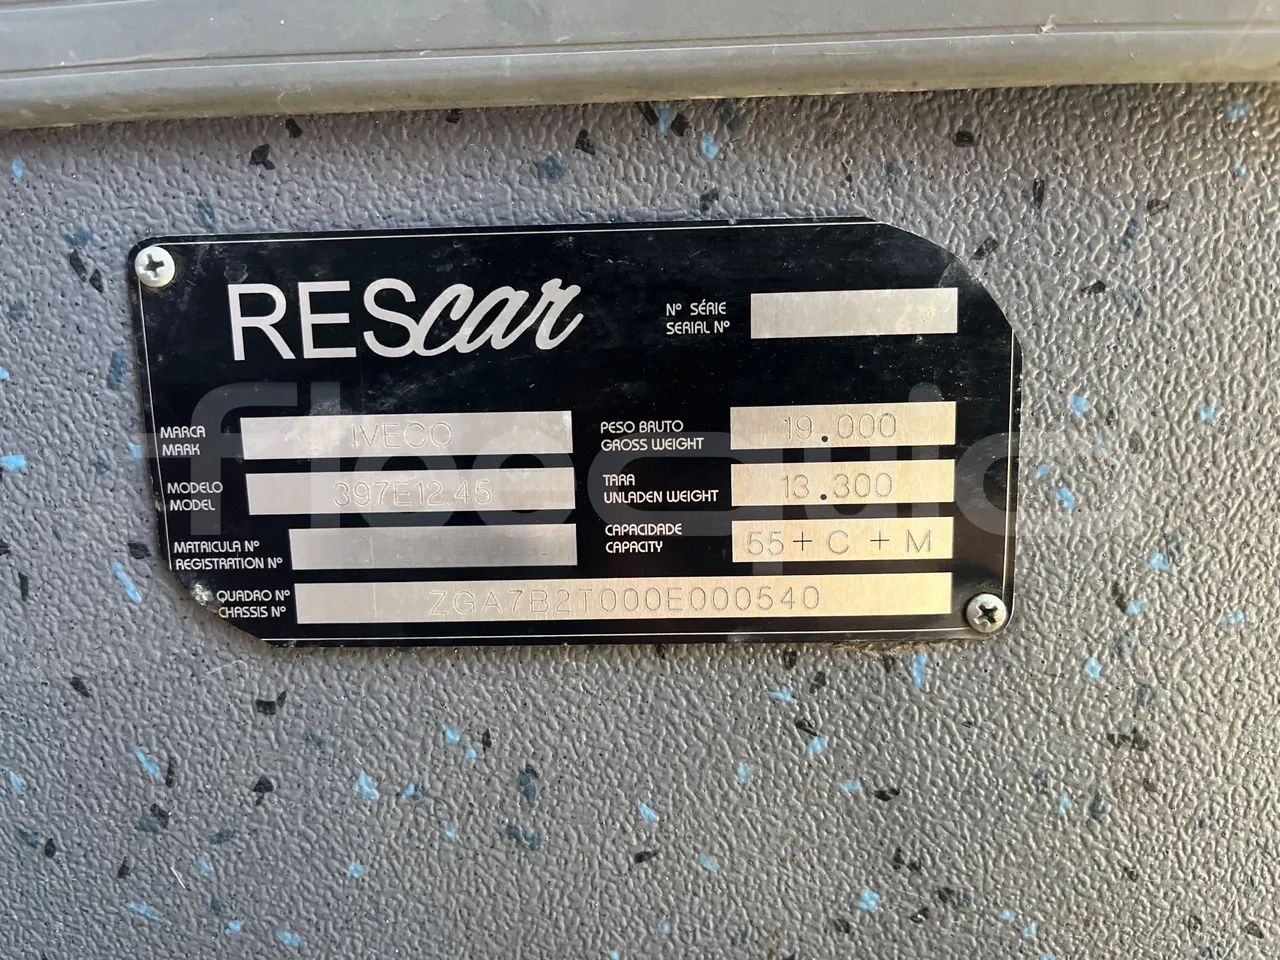 REScar
Nº SÉRIE
SERIAL Nº
MARCA
MARK
IVECO
PESO BRUTO
GROSS WEIGHT
19.000
MODELO
MODEL
397E12.45
TARA
UNLADEN WEIGHT
13.300
MATRICULA Nº
REGISTRATION Nº
CAPACIDADE
CAPACITY
55+C+M
QUADRO Nº
CHASSIS Nº
ZGA7B2T000E000540